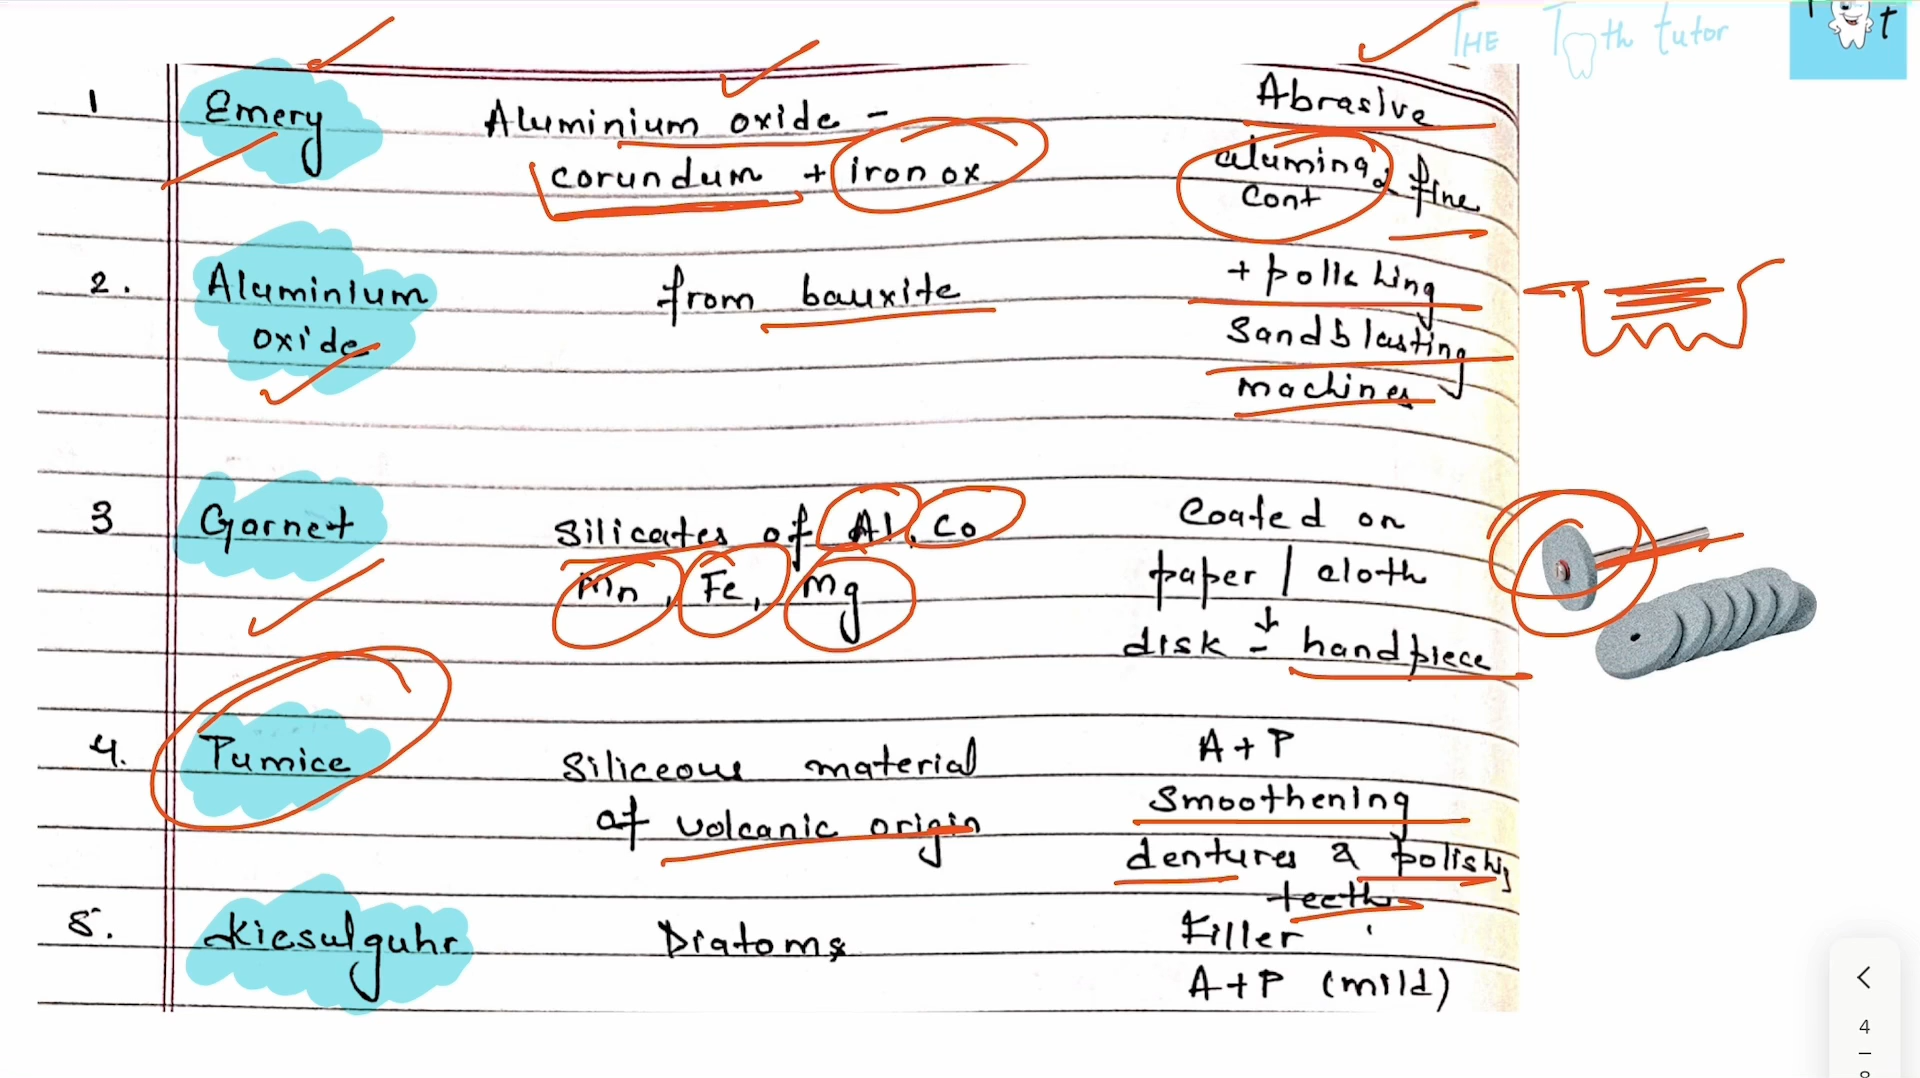 THE Tooth tutor
t
1 Emery Aluminium oxide - Abrasive
corundum + iron ox alumina cont & fine
2. Aluminium oxide from bauxite + polishing
Sandblasting
machines
3 Garnet Silicates of Al, Co Coated on
Mn, Fe, Mg paper / cloth
disk - handpiece
4. Pumice Siliceous material A + P
of volcanic origin Smoothening
dentures & polishing
teeth
5. Kiesulguhr Diatoms Filler
A+P (mild)
4